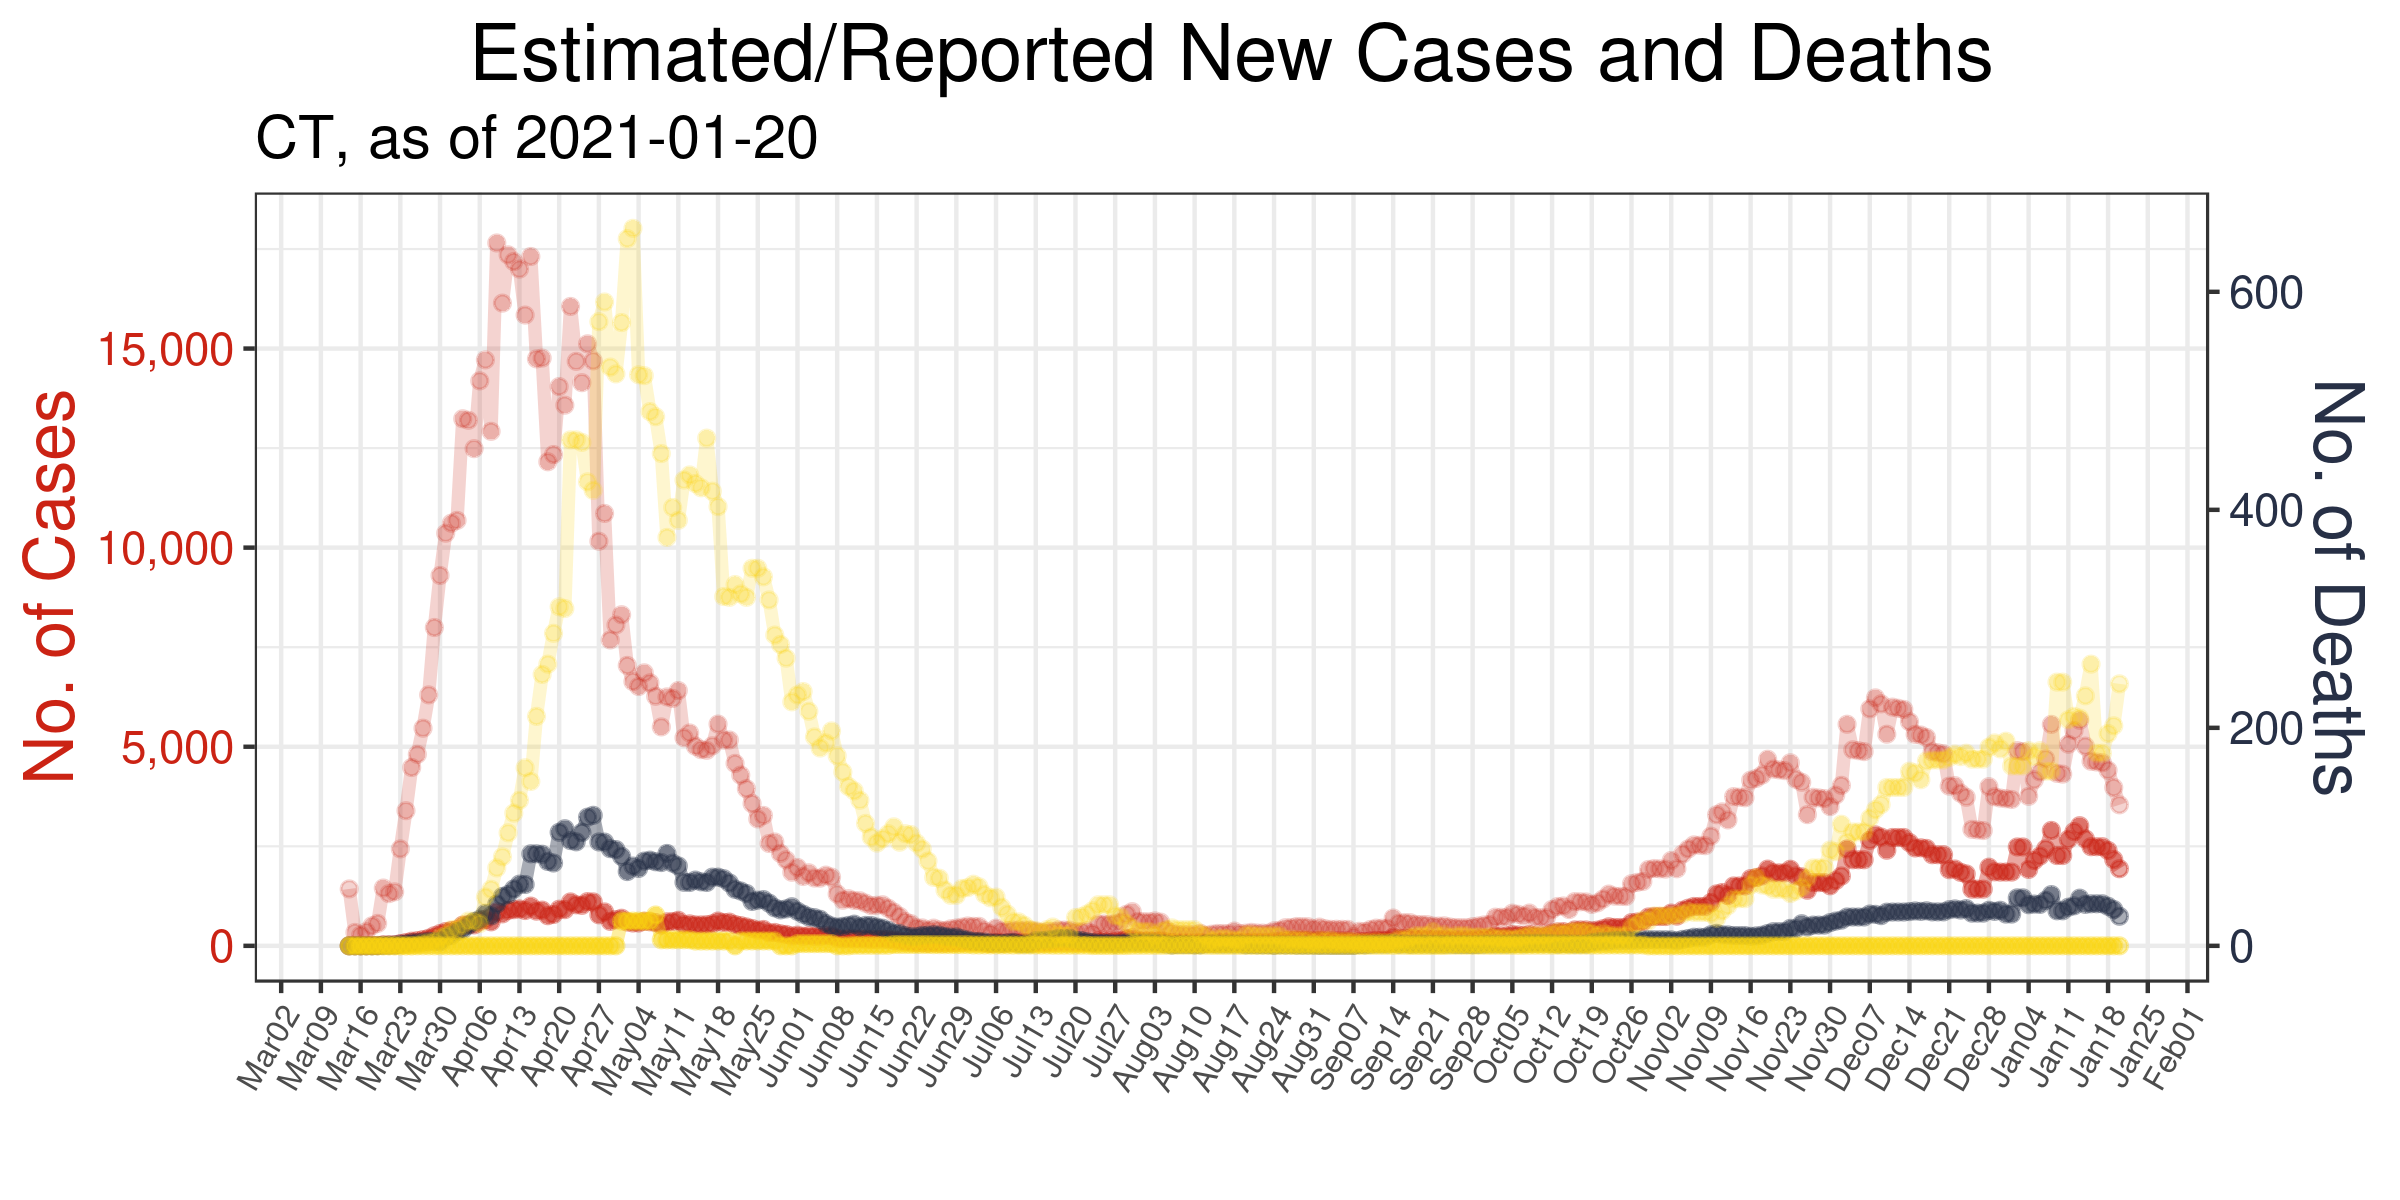 Estimated/Reported New Cases and Deaths
CT, as of 2021-01-20
No. of Cases
15,000
10,000
5,000
0
600
400
200
0
No. of Deaths
Mar02 Mar09 Mar16 Mar23 Mar30 Apr06 Apr13 Apr20 Apr27 May04 May11 May18 May25 Jun01 Jun08 Jun15 Jun22 Jun29 Jul06 Jul13 Jul20 Jul27 Aug03 Aug10 Aug17 Aug24 Aug31 Sep07 Sep14 Sep21 Sep28 Oct05 Oct12 Oct19 Oct26 Nov02 Nov09 Nov16 Nov23 Nov30 Dec07 Dec14 Dec21 Dec28 Jan04 Jan11 Jan18 Jan25 Feb01